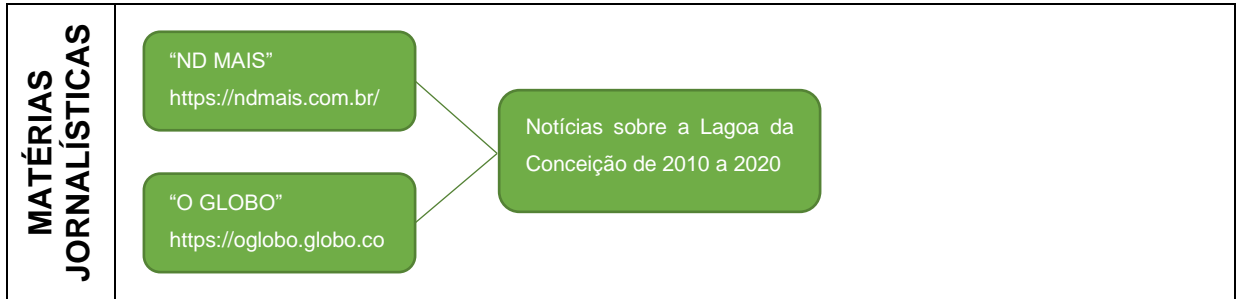 MATÉRIAS
JORNALÍSTICAS
“ND MAIS”
https://ndmais.com.br/
“O GLOBO”
https://oglobo.globo.co
Notícias sobre a Lagoa da
Conceição de 2010 a 2020